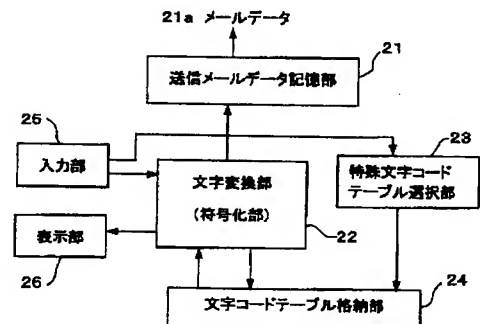 21a メールデータ
21
送信メールデータ記憶部
25
23
入力部
文字変換部
(符号化部)
特殊文字コード
テーブル選択部
22
表示部
26
24
文字コードテーブル格納部